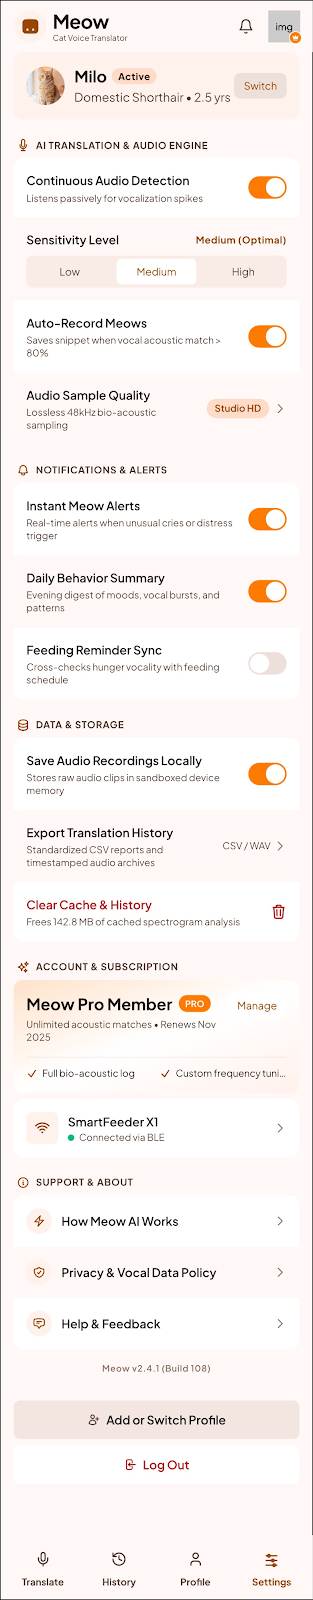 Meow
Cat Voice Translator
img
Milo
Active
Domestic Shorthair • 2.5 yrs
Switch
AI TRANSLATION & AUDIO ENGINE
Continuous Audio Detection
Listens passively for vocalization spikes
Sensitivity Level
Medium (Optimal)
Low
Medium
High
Auto-Record Meows
Saves snippet when vocal acoustic match >
80%
Audio Sample Quality
Lossless 48kHz bio-acoustic
sampling
Studio HD
NOTIFICATIONS & ALERTS
Instant Meow Alerts
Real-time alerts when unusual cries or distress
trigger
Daily Behavior Summary
Evening digest of moods, vocal bursts, and
patterns
Feeding Reminder Sync
Cross-checks hunger vocality with feeding
schedule
DATA & STORAGE
Save Audio Recordings Locally
Stores raw audio clips in sandboxed device
memory
Export Translation History
Standardized CSV reports and
timestamped audio archives
CSV / WAV
Clear Cache & History
Frees 142.8 MB of cached spectrogram analysis
ACCOUNT & SUBSCRIPTION
Meow Pro Member
PRO
Unlimited acoustic matches • Renews Nov
2025
Manage
Full bio-acoustic log
Custom frequency tuni...
SmartFeeder X1
Connected via BLE
SUPPORT & ABOUT
How Meow AI Works
Privacy & Vocal Data Policy
Help & Feedback
Meow v2.4.1 (Build 108)
Add or Switch Profile
Log Out
Translate
History
Profile
Settings